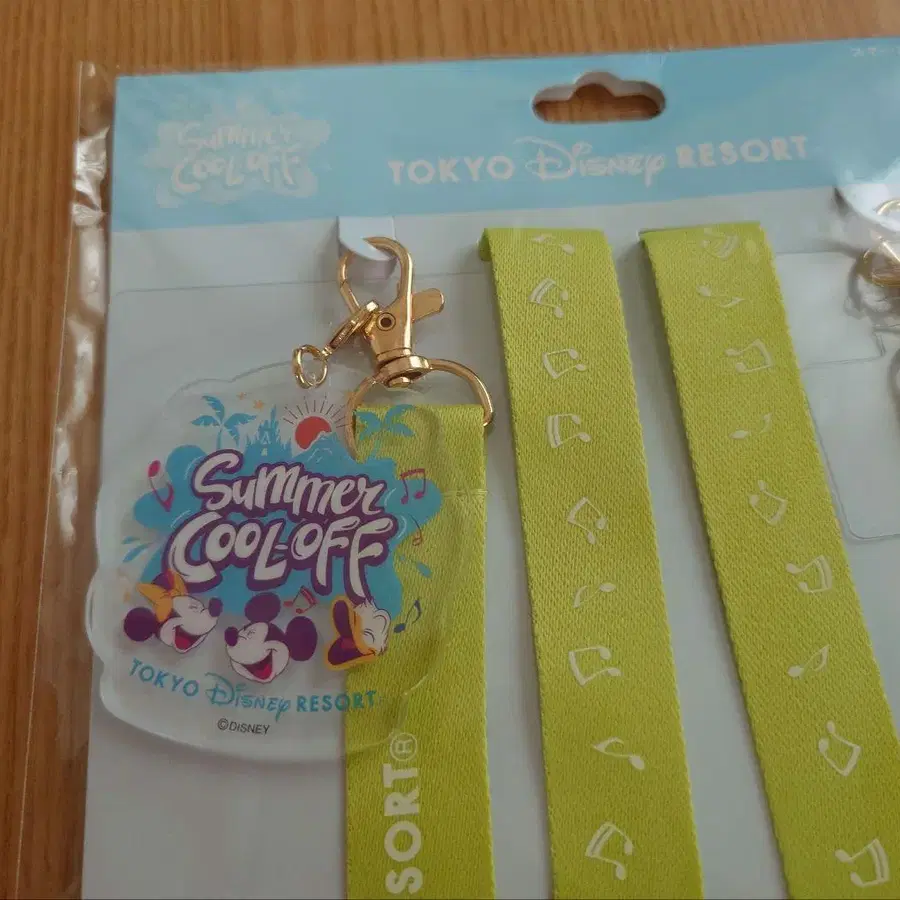 Summer
COOL-OFF
TOKYO Disney RESORT
Summer
COOL-OFF
TOKYO Disney RESORT
©DISNEY
SORT®